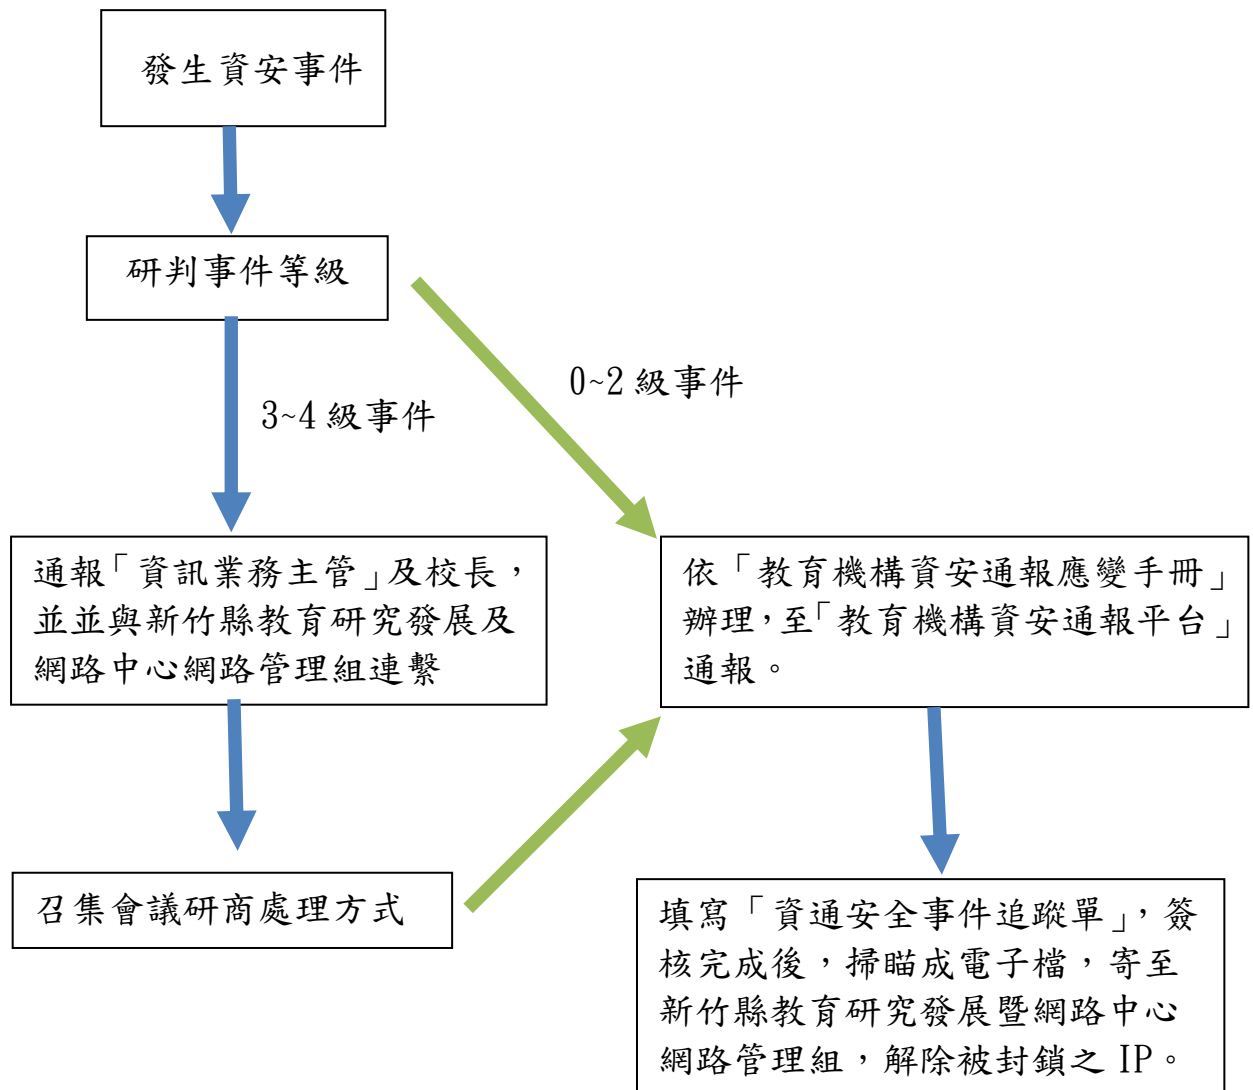 發生資安事件
研判事件等級
0~2 級事件
3~4 級事件
通報「資訊業務主管」及校長，
並並與新竹縣教育研究發展及
網路中心網路管理組連繫
依「教育機構資安通報應變手冊」
辦理，至「教育機構資安通報平台」
通報。
召集會議研商處理方式
填寫「資通安全事件追蹤單」，簽
核完成後，掃瞄成電子檔，寄至
新竹縣教育研究發展暨網路中心
網路管理組，解除被封鎖之 IP。